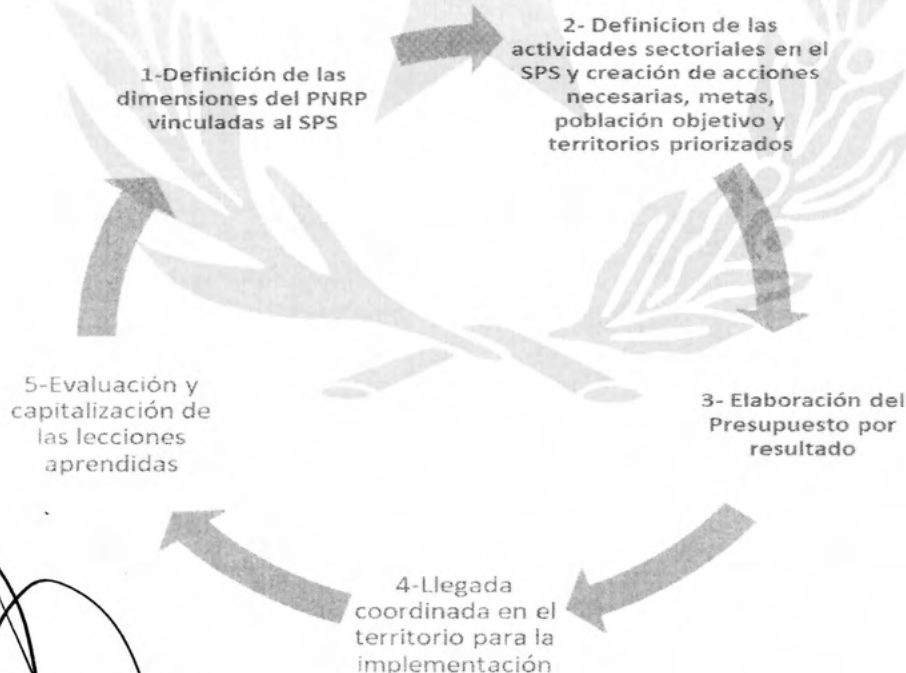 1-Definición de las
dimensiones del PNRP
vinculadas al SPS
2- Definicion de las
actividades sectoriales en el
SPS y creación de acciones
necesarias, metas,
población objetivo y
territorios priorizados
3- Elaboración del
Presupuesto por
resultado
4-Llegada
coordinada en el
territorio para la
implementación
5-Evaluación y
capitalización de
las lecciones
aprendidas